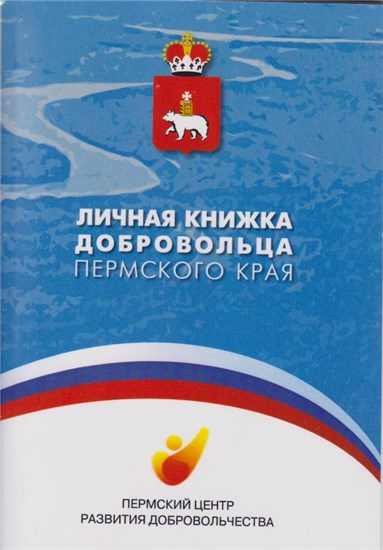 ЛИЧНАЯ КНИЖКА
ДОБРОВОЛЬЦА
ПЕРМСКОГО КРАЯ
ПЕРМСКИЙ ЦЕНТР
РАЗВИТИЯ ДОБРОВОЛЬЧЕСТВА